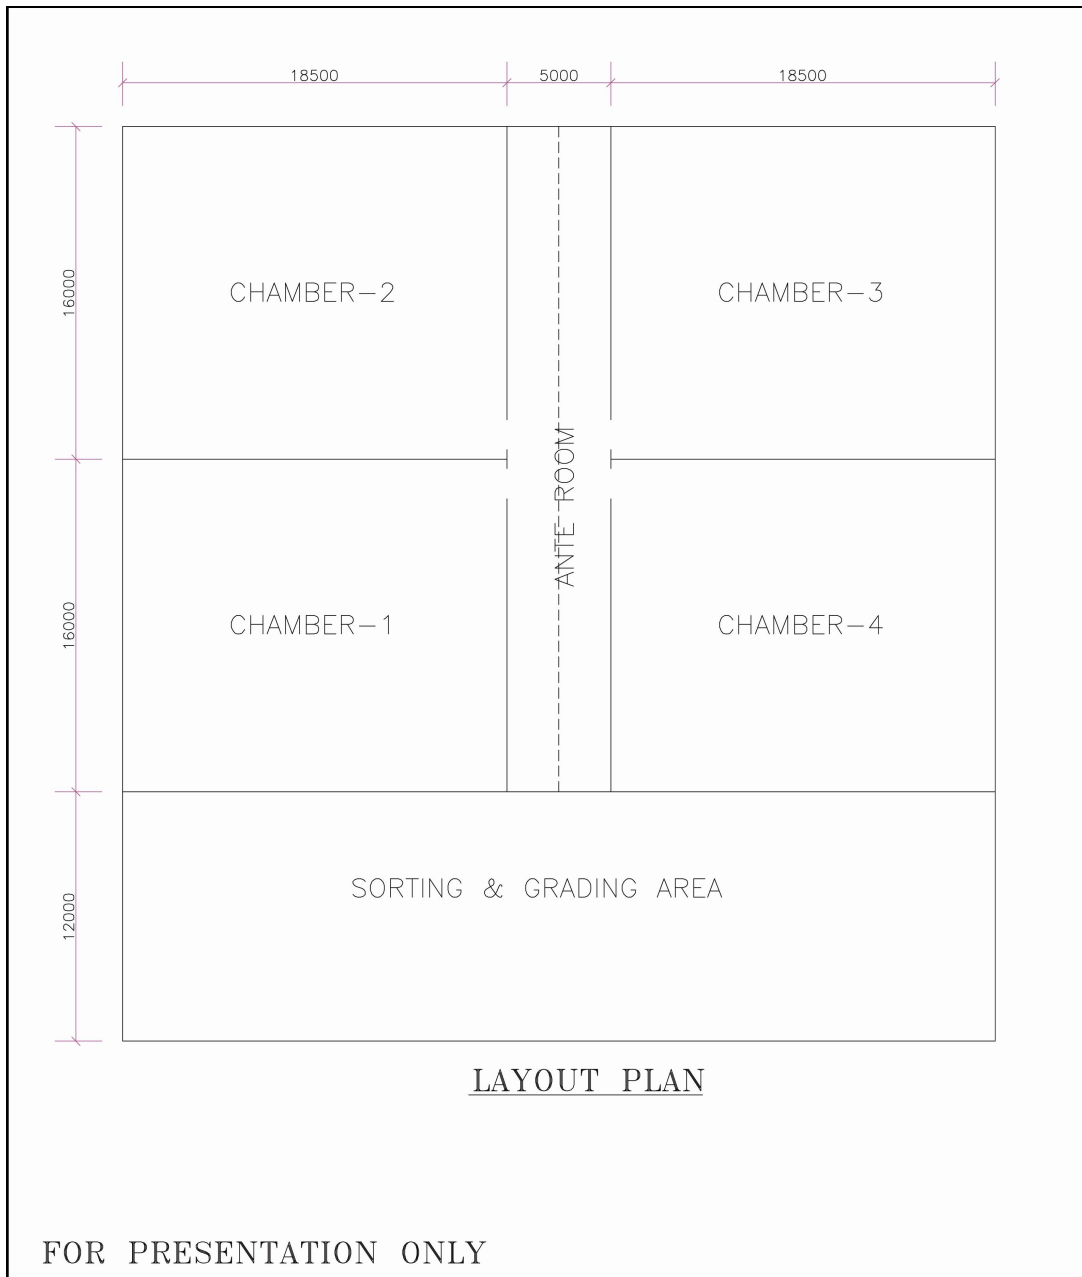 18500 5000 18500
16000
CHAMBER-2 CHAMBER-3
ANTE ROOM
16000
CHAMBER-1 CHAMBER-4
12000
SORTING & GRADING AREA
LAYOUT PLAN
FOR PRESENTATION ONLY